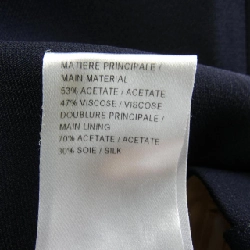 MATIERE PRINCIPALE /
MAIN MATERIAL
53% ACETATE / ACETATE
47% VISCOSE / VISCOSE
DOUBLURE PRINCIPALE /
MAIN LINING
70% ACETATE / ACETATE
30% SOIE / SILK